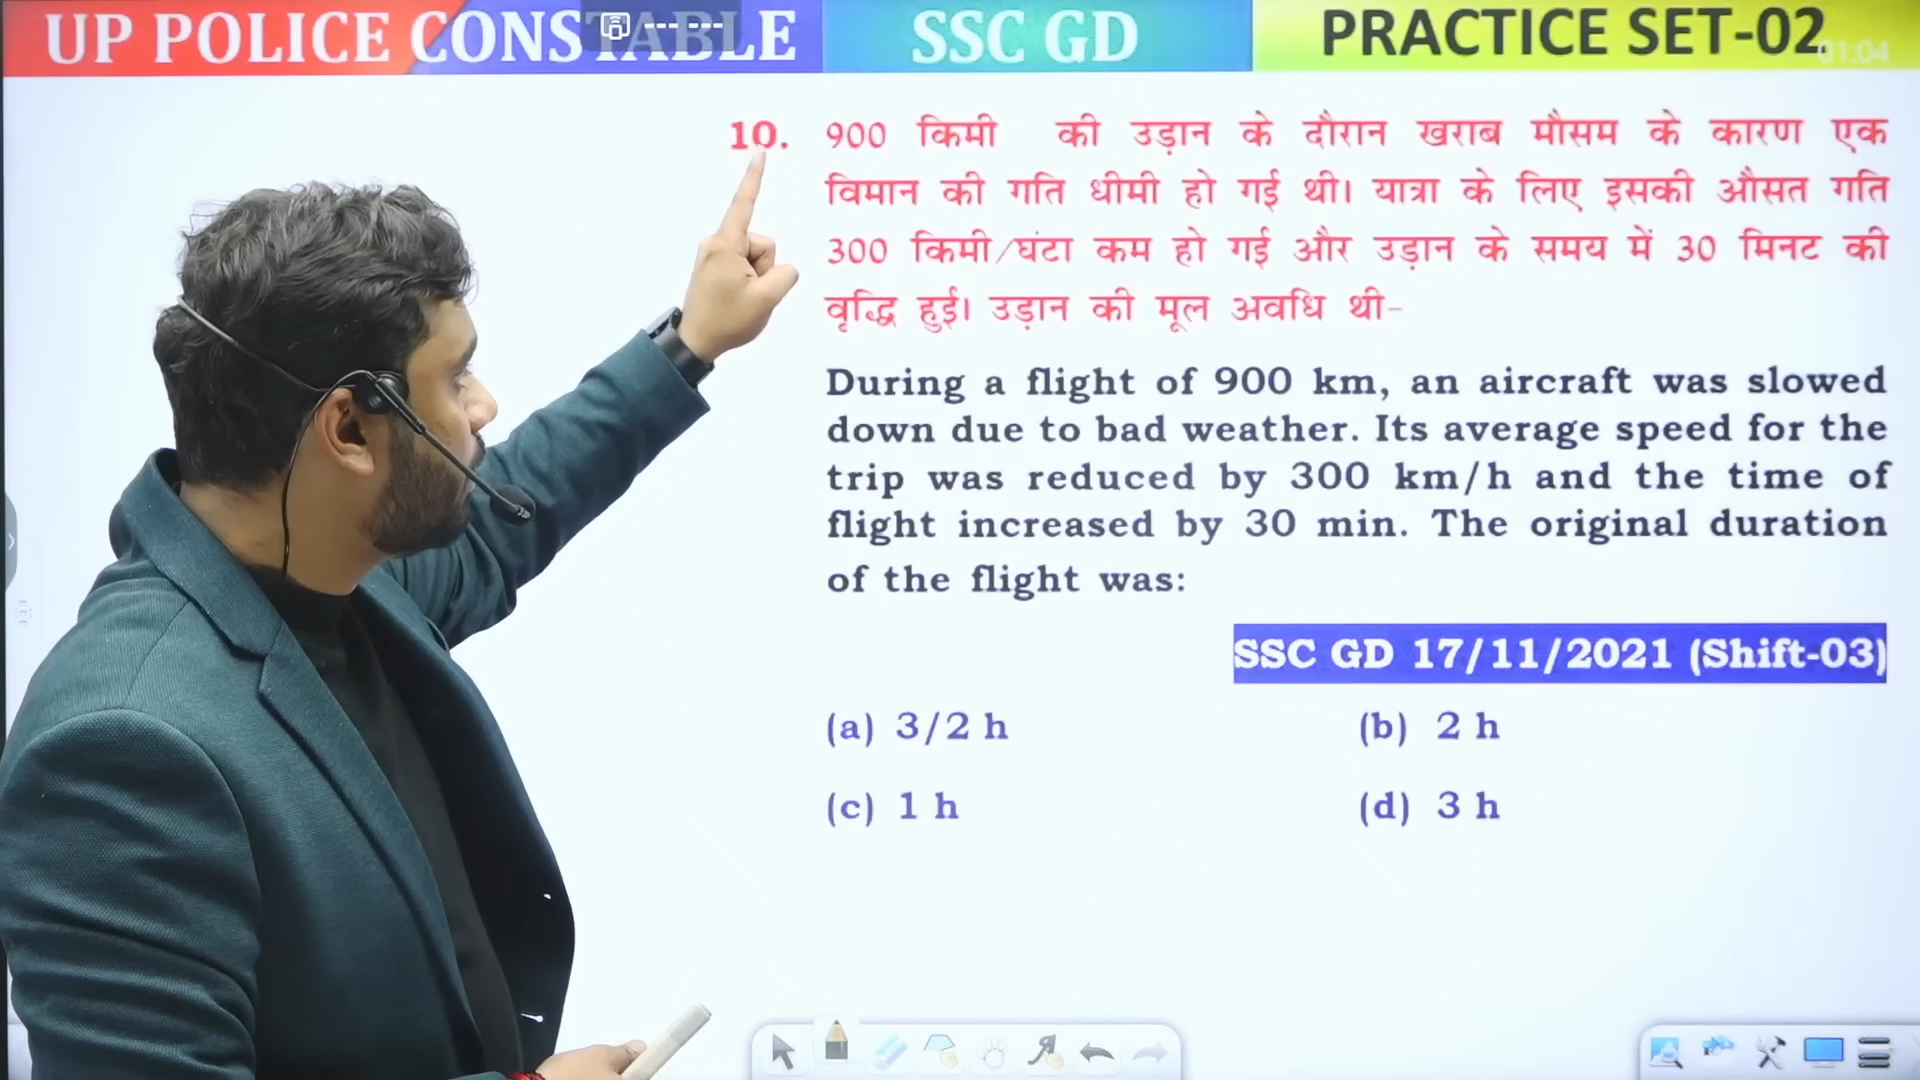 UP POLICE CONSTABLE SSC GD PRACTICE SET-02
01:04
10. 900 किमी की उड़ान के दौरान खराब मौसम के कारण एक
विमान की गति धीमी हो गई थी। यात्रा के लिए इसकी औसत गति
300 किमी/घंटा कम हो गई और उड़ान के समय में 30 मिनट की
वृद्धि हुई। उड़ान की मूल अवधि थी-
During a flight of 900 km, an aircraft was slowed
down due to bad weather. Its average speed for the
trip was reduced by 300 km/h and the time of
flight increased by 30 min. The original duration
of the flight was:
SSC GD 17/11/2021 (Shift-03)
(a) 3/2 h (b) 2 h
(c) 1 h (d) 3 h